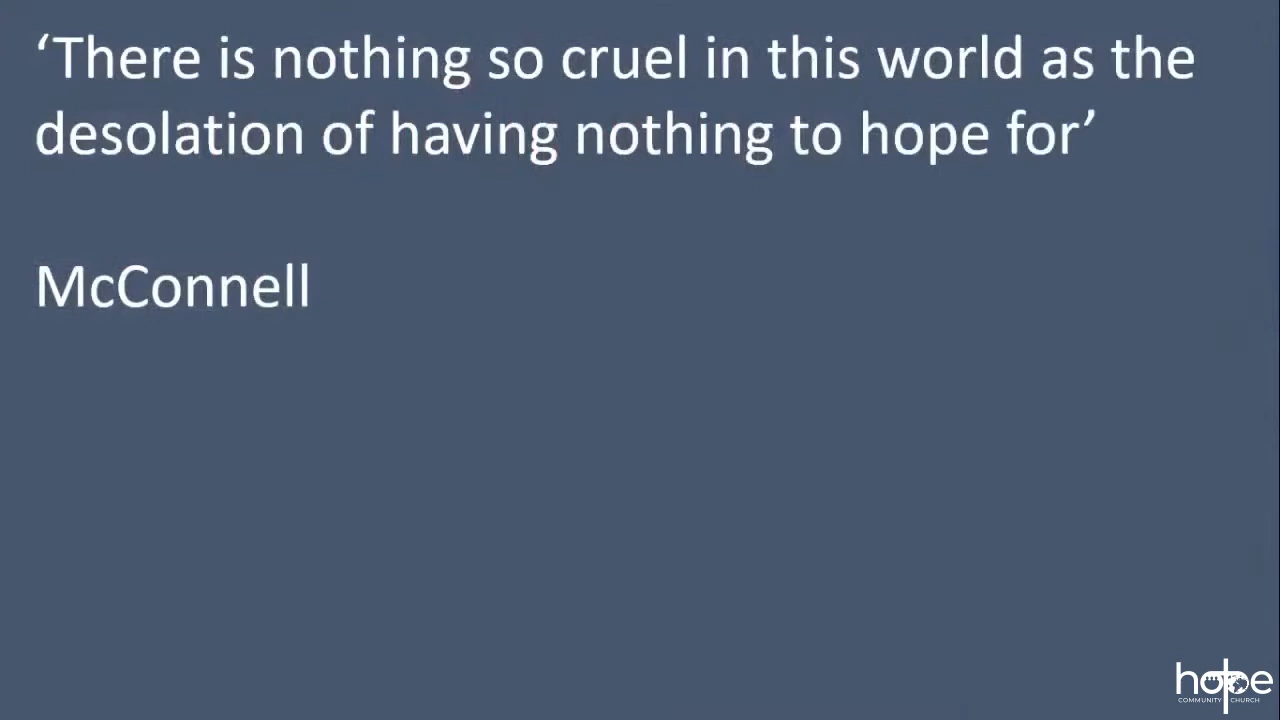 ‘There is nothing so cruel in this world as the
desolation of having nothing to hope for’
McConnell
hope
COMMUNITY CHURCH